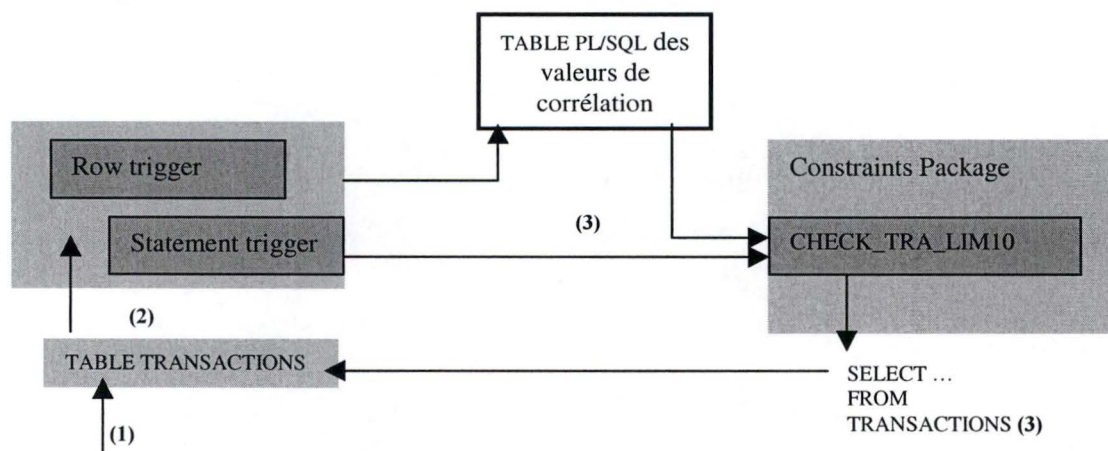 TABLE PL/SQL des
valeurs de
corrélation
Row trigger
Constraints Package
(3)
Statement trigger
CHECK_TRA_LIM10
(2)
TABLE TRANSACTIONS
SELECT ...
FROM
TRANSACTIONS (3)
(1)